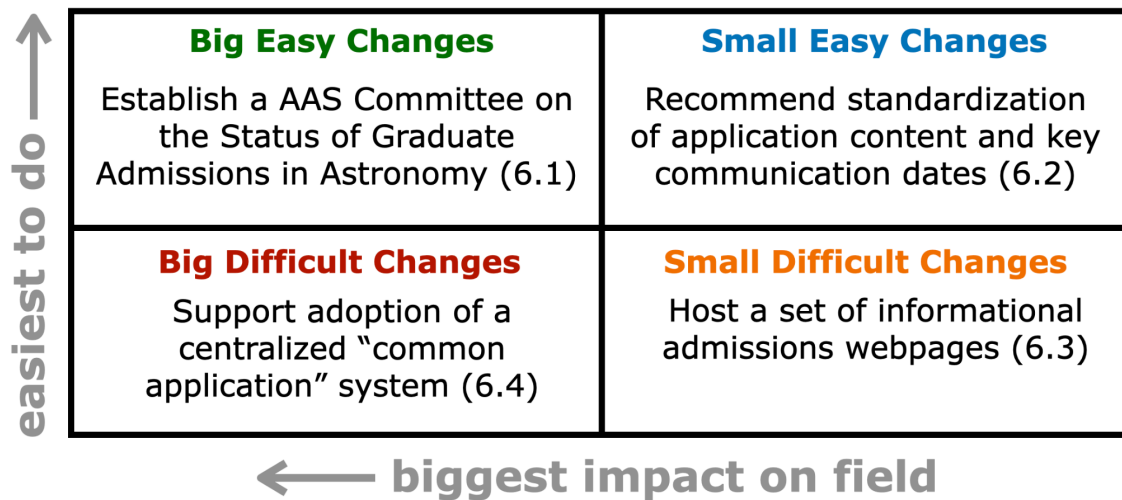 easiest to do
Big Easy Changes
Establish a AAS Committee on
the Status of Graduate
Admissions in Astronomy (6.1)
Small Easy Changes
Recommend standardization
of application content and key
communication dates (6.2)
Big Difficult Changes
Support adoption of a
centralized “common
application” system (6.4)
Small Difficult Changes
Host a set of informational
admissions webpages (6.3)
biggest impact on field